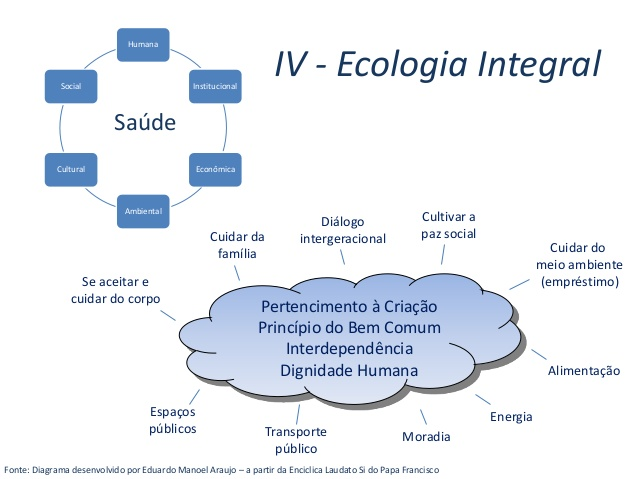 IV - Ecologia Integral
Humana
Social
Institucional
Saúde
Cultural
Econômica
Ambiental
Cultivar a
paz social
Diálogo
intergeracional
Cuidar da
família
Cuidar do
meio ambiente
(empréstimo)
Se aceitar e
cuidar do corpo
Pertencimento à Criação
Princípio do Bem Comum
Interdependência
Dignidade Humana
Alimentação
Espaços
públicos
Energia
Transporte
público
Moradia
Fonte: Diagrama desenvolvido por Eduardo Manoel Araujo – a partir da Enciclica Laudato Si do Papa Francisco